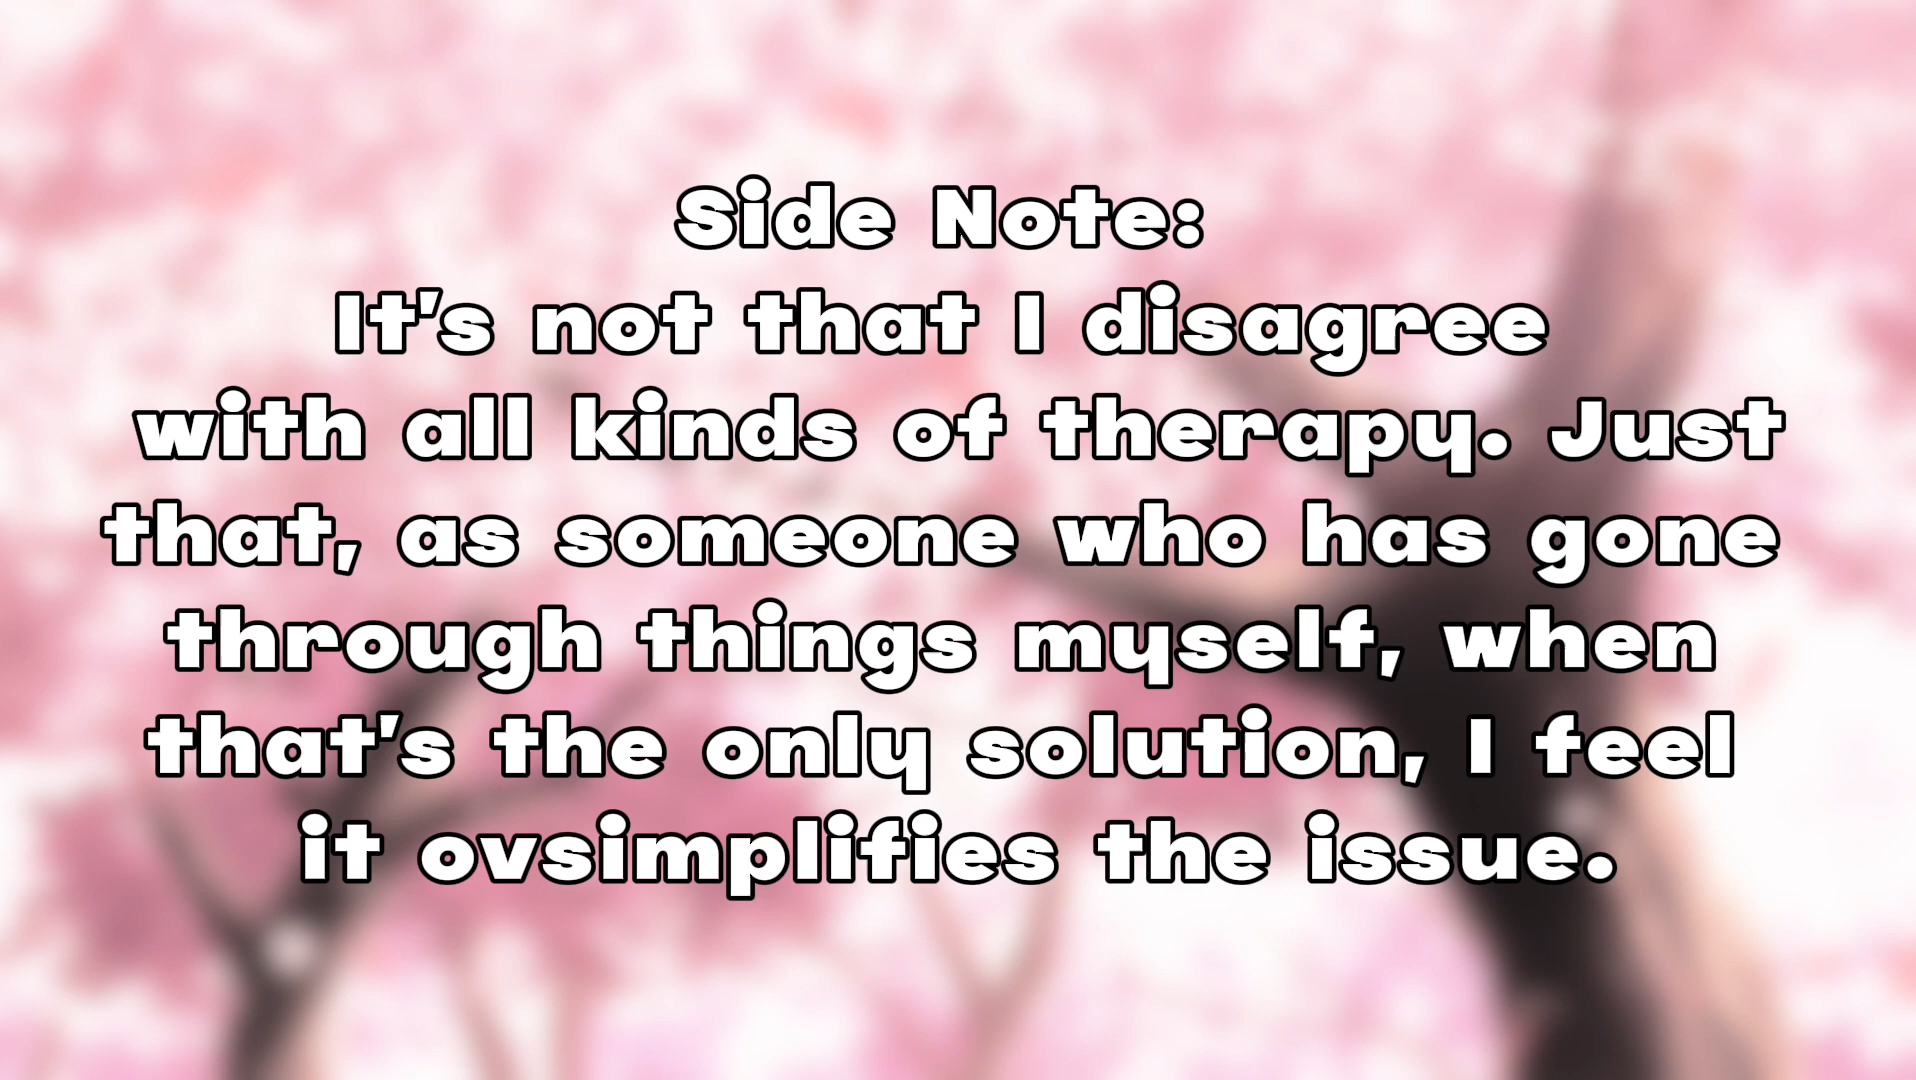 Side Note:
It's not that I disagree
with all kinds of therapy. Just
that, as someone who has gone
through things myself, when
that's the only solution, I feel
it ovsimplifies the issue.